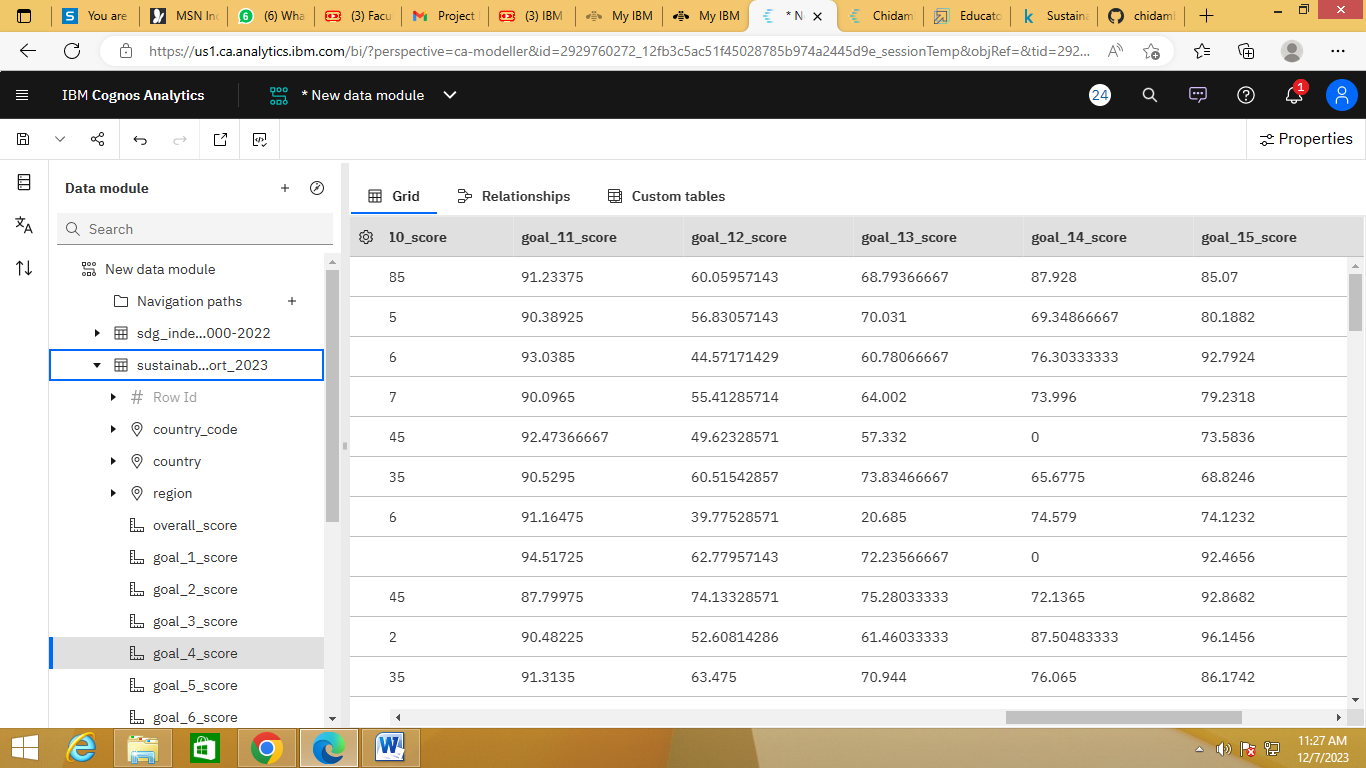 You are
MSN Inc
6 (6) Wha
(3) Facu
Project I
(3) IBM
My IBM
My IBM
* N
Chidam
Educato
Sustaina
chidaml
https://us1.ca.analytics.ibm.com/bi/?perspective=ca-modeller&id=2929760272_12fb3c5ac51f45028785b974a2445d9e_sessionTemp&objRef=&tid=292...
IBM Cognos Analytics
* New data module
24
1
Properties
Data module
Search
New data module
Navigation paths
sdg_inde...000-2022
sustainab...ort_2023
# Row Id
country_code
country
region
overall_score
goal_1_score
goal_2_score
goal_3_score
goal_4_score
goal_5_score
goal_6_score
Grid Relationships Custom tables
10_score goal_11_score goal_12_score goal_13_score goal_14_score goal_15_score
85 91.23375 60.05957143 68.79366667 87.928 85.07
5 90.38925 56.83057143 70.031 69.34866667 80.1882
6 93.0385 44.57171429 60.78066667 76.30333333 92.7924
7 90.0965 55.41285714 64.002 73.996 79.2318
45 92.47366667 49.62328571 57.332 0 73.5836
35 90.5295 60.51542857 73.83466667 65.6775 68.8246
6 91.16475 39.77528571 20.685 74.579 74.1232
94.51725 62.77957143 72.23566667 0 92.4656
45 87.79975 74.13328571 75.28033333 72.1365 92.8682
2 90.48225 52.60814286 61.46033333 87.50483333 96.1456
35 91.3135 63.475 70.944 76.065 86.1742
11:27 AM
12/7/2023